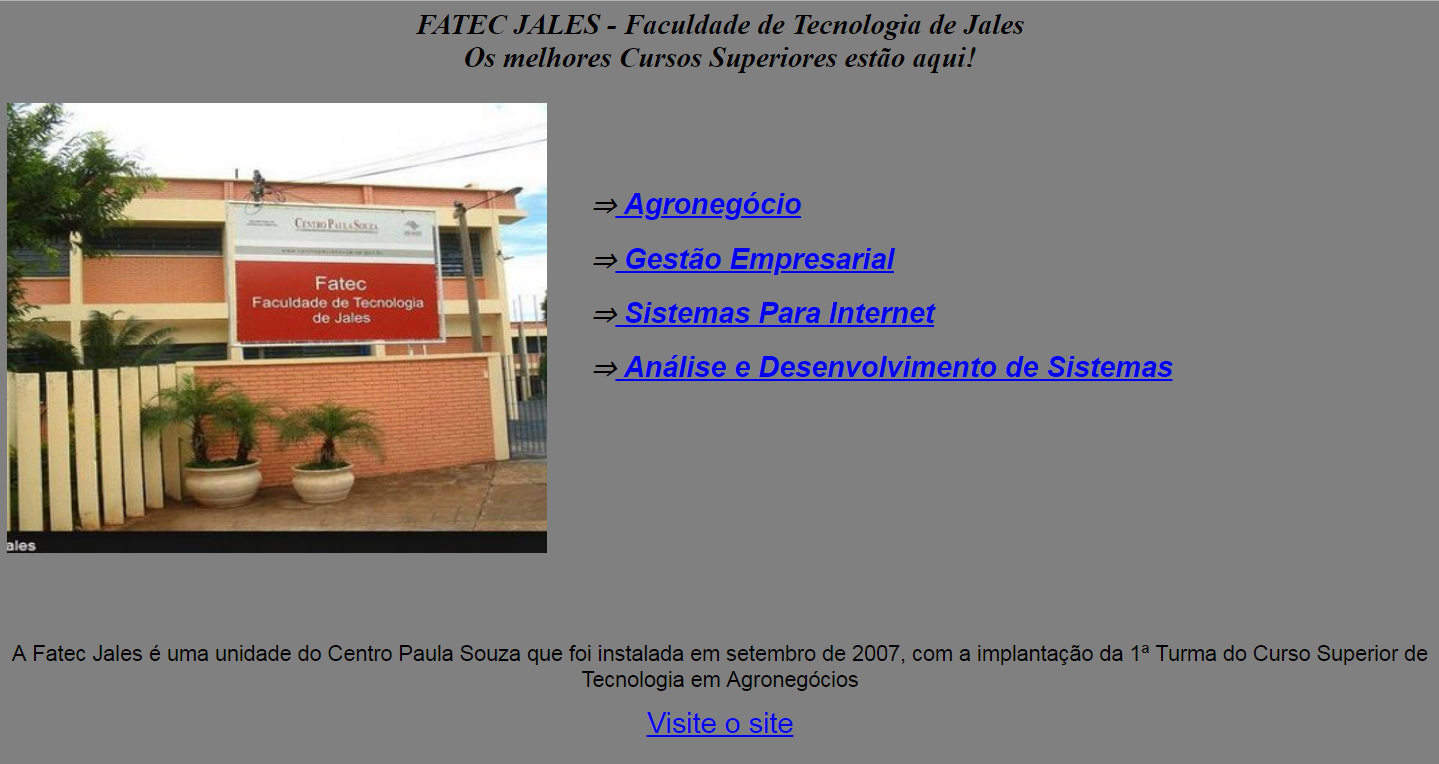 FATEC JALES - Faculdade de Tecnologia de Jales
Os melhores Cursos Superiores estão aqui!
CENTRO PAULA SOUZA
Fatec
Faculdade de Tecnologia
de Jales
ales
⇒ Agronegócio
⇒ Gestão Empresarial
⇒ Sistemas Para Internet
⇒ Análise e Desenvolvimento de Sistemas
A Fatec Jales é uma unidade do Centro Paula Souza que foi instalada em setembro de 2007, com a implantação da 1ª Turma do Curso Superior de
Tecnologia em Agronegócios
Visite o site